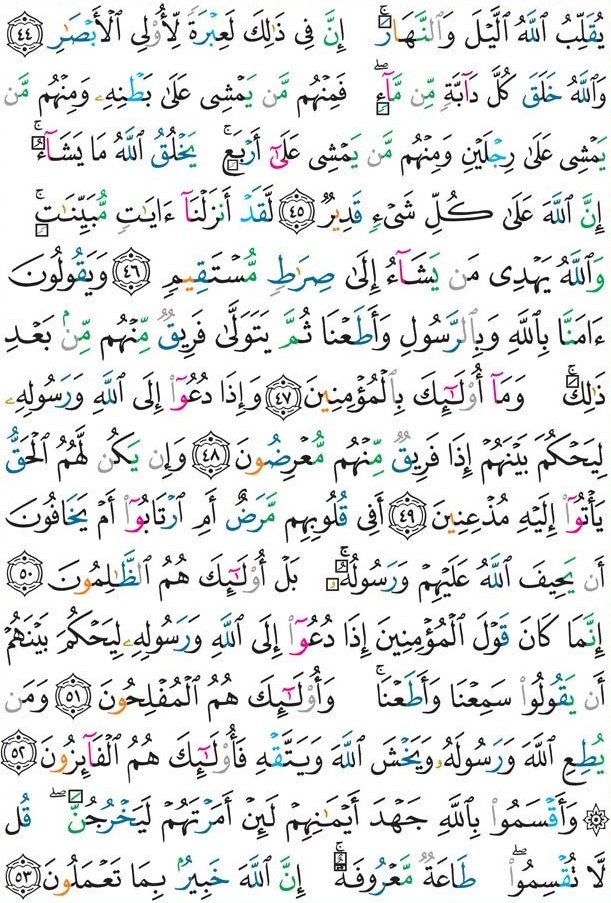 يُقَلِّبُ ٱللَّهُ ٱلَّيْلَ وَٱلنَّهَارَۚ إِنَّ فِى ذَٰلِكَ لَعِبْرَةً لِّأُو۟لِى ٱلْأَبْصَٰرِ ٤٤
وَٱللَّهُ خَلَقَ كُلَّ دَآبَّةٍ مِّن مَّآءٍۖ فَمِنْهُم مَّن يَمْشِى عَلَىٰ بَطْنِهِۦ وَمِنْهُم مَّن
يَمْشِى عَلَىٰ رِجْلَيْنِ وَمِنْهُم مَّن يَمْشِى عَلَىٰٓ أَرْبَعٍۚ يَخْلُقُ ٱللَّهُ مَا يَشَآءُۚ
إِنَّ ٱللَّهَ عَلَىٰ كُلِّ شَىْءٍ قَدِيرٌ ٤٥ لَّقَدْ أَنزَلْنَآ ءَايَٰتٍ مُّبَيِّنَٰتٍۚ
وَٱللَّهُ يَهْدِى مَن يَشَآءُ إِلَىٰ صِرَٰطٍ مُّسْتَقِيمٍ ٤٦ وَيَقُولُونَ
ءَامَنَّا بِٱللَّهِ وَبِٱلرَّسُولِ وَأَطَعْنَا ثُمَّ يَتَوَلَّىٰ فَرِيقٌ مِّنْهُم مِّنۢ بَعْدِ
ذَٰلِكَۚ وَمَآ أُو۟لَٰٓئِكَ بِٱلْمُؤْمِنِينَ ٤٧ وَإِذَا دُعُوٓا۟ إِلَى ٱللَّهِ وَرَسُولِهِۦ
لِيَحْكُمَ بَيْنَهُمْ إِذَا فَرِيقٌ مِّنْهُم مُّعْرِضُونَ ٤٨ وَإِن يَكُن لَّهُمُ ٱلْحَقُّ
يَأْتُوٓا۟ إِلَيْهِ مُذْعِنِينَ ٤٩ أَفِى قُلُوبِهِم مَّرَضٌ أَمِ ٱرْتَابُوٓا۟ أَمْ يَخَافُونَ
أَن يَحِيفَ ٱللَّهُ عَلَيْهِمْ وَرَسُولُهُۥۚ بَلْ أُو۟لَٰٓئِكَ هُمُ ٱلظَّٰلِمُونَ ٥٠
إِنَّمَا كَانَ قَوْلَ ٱلْمُؤْمِنِينَ إِذَا دُعُوٓا۟ إِلَى ٱللَّهِ وَرَسُولِهِۦ لِيَحْكُمَ بَيْنَهُمْ
أَن يَقُولُوا۟ سَمِعْنَا وَأَطَعْنَاۚ وَأُو۟لَٰٓئِكَ هُمُ ٱلْمُفْلِحُونَ ٥١ وَمَن
يُطِعِ ٱللَّهَ وَرَسُولَهُۥ وَيَخْشَ ٱللَّهَ وَيَتَّقْهِ فَأُو۟لَٰٓئِكَ هُمُ ٱلْفَآئِزُونَ ٥٢
۞ وَأَقْسَمُوا۟ بِٱللَّهِ جَهْدَ أَيْمَٰنِهِمْ لَئِنْ أَمَرْتَهُمْ لَيَخْرُجُنَّۖ قُل
لَّا تُقْسِمُوا۟ۖ طَاعَةٌ مَّعْرُوفَةٌۚ إِنَّ ٱللَّهَ خَبِيرٌۢ بِمَا تَعْمَلُونَ ٥٣